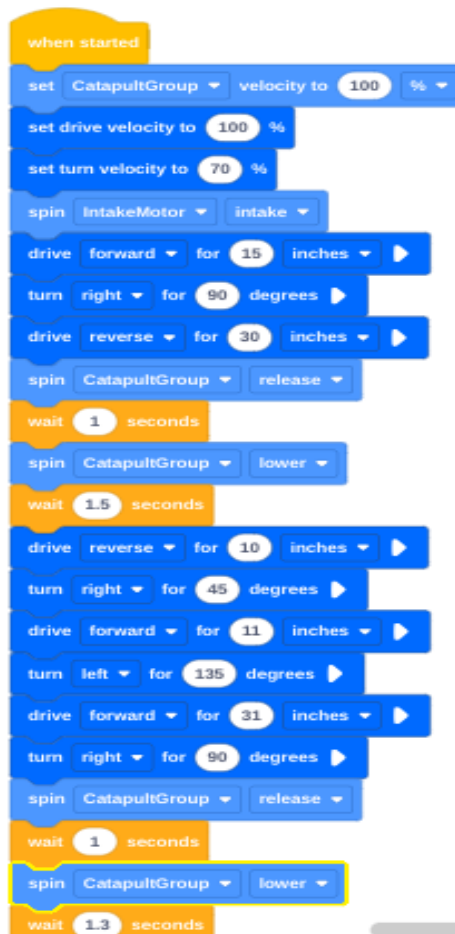 when started
set CatapultGroup velocity to 100 %
set drive velocity to 100 %
set turn velocity to 70 %
spin IntakeMotor intake
drive forward for 15 inches
turn right for 90 degrees
drive reverse for 30 inches
spin CatapultGroup release
wait 1 seconds
spin CatapultGroup lower
wait 1.5 seconds
drive reverse for 10 inches
turn right for 45 degrees
drive forward for 11 inches
turn left for 135 degrees
drive forward for 31 inches
turn right for 90 degrees
spin CatapultGroup release
wait 1 seconds
spin CatapultGroup lower
wait 1.3 seconds